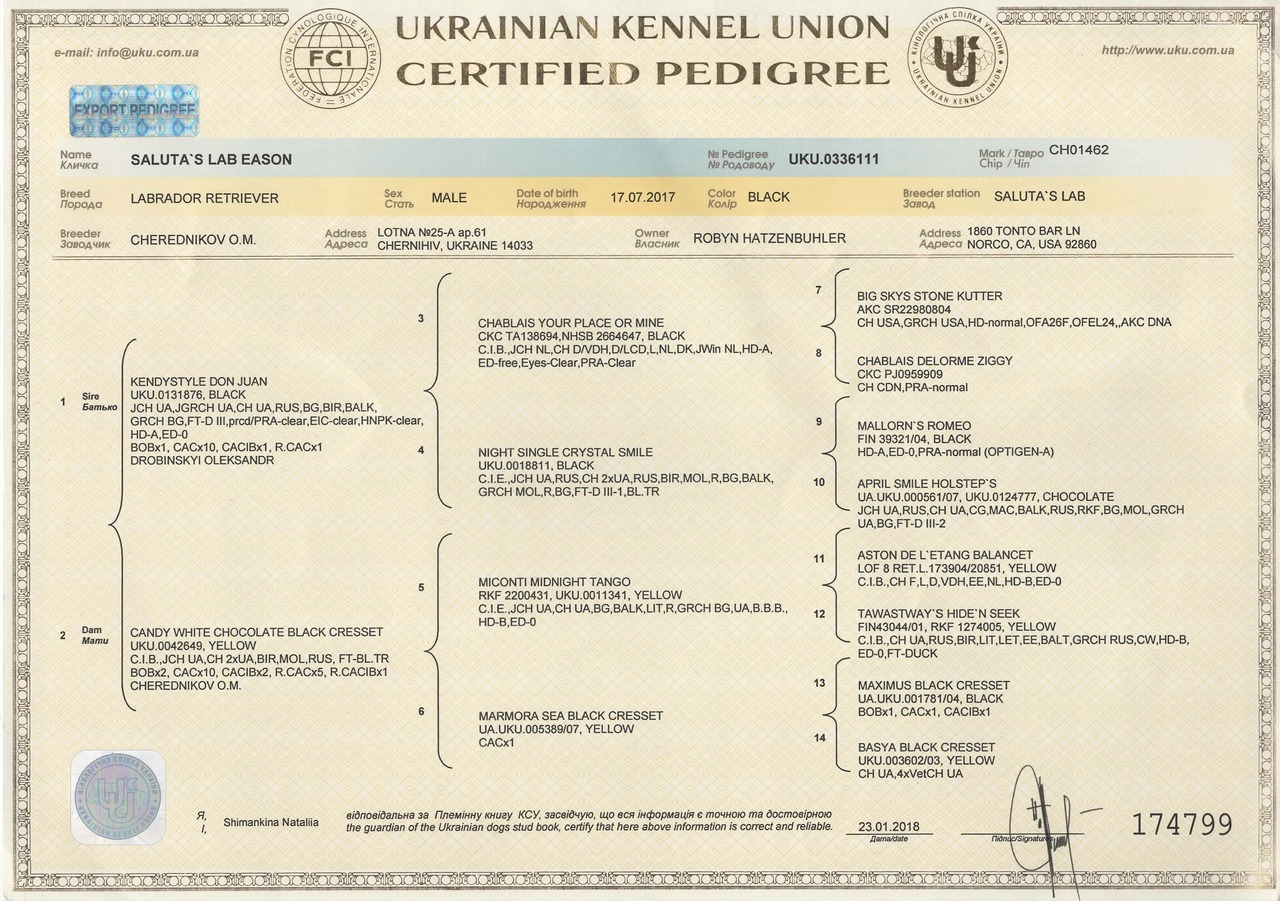 UKRAINIAN KENNEL UNION
CERTIFIED PEDIGREE
e-mail: info@uku.com.ua
http://www.uku.com.ua
FEDERATION CYNOLOGIQUE INTERNATIONALE
FCI
КІНОЛОГІЧНА СПІЛКА УКРАЇНИ
UKRAINIAN KENNEL UNION
EXPORT PEDIGREE
Name SALUTA`S LAB EASON № Pedigree UKU.0336111 Mark / Тавро CH01462
Кличка № Родоводу Chip / Чіп
Breed LABRADOR RETRIEVER Sex MALE Date of birth 17.07.2017 Color BLACK Breeder station SALUTA`S LAB
Порода Стать Народження Колір Завод
Breeder CHEREDNIKOV O.M. Address LOTNA №25-A ap.61 Owner ROBYN HATZENBUHLER Address 1860 TONTO BAR LN
Заводчик Адреса CHERNIHIV, UKRAINE 14033 Власник Адреса NORCO, CA, USA 92860
1 Sire
Батько
KENDYSTYLE DON JUAN
UKU.0131876, BLACK
JCH UA,JGRCH UA,CH UA,RUS,BG,BIR,BALK,
GRCH BG,FT-D III,prcd/PRA-clear,EIC-clear,HNPK-clear,
HD-A,ED-0
BOBx1, CACx10, CACIBx1, R.CACx1
DROBINSKYI OLEKSANDR
2 Dam
Мати
CANDY WHITE CHOCOLATE BLACK CRESSET
UKU.0042649, YELLOW
C.I.B.,JCH UA,CH 2xUA,BIR,MOL,RUS, FT-BL.TR
BOBx2, CACx10, CACIBx2, R.CACx5, R.CACIBx1
CHEREDNIKOV O.M.
3
CHABLAIS YOUR PLACE OR MINE
CKC TA138694,NHSB 2664647, BLACK
C.I.B.,JCH NL,CH D/VDH,D/LCD,L,NL,DK,JWin NL,HD-A,
ED-free,Eyes-Clear,PRA-Clear
4
NIGHT SINGLE CRYSTAL SMILE
UKU.0018811, BLACK
C.I.E.,JCH UA,RUS,CH 2xUA,RUS,BIR,MOL,R,BG,BALK,
GRCH MOL,R,BG,FT-D III-1,BL.TR
5
MICONTI MIDNIGHT TANGO
RKF 2200431, UKU.0011341, YELLOW
C.I.E.,JCH UA,CH UA,BG,BALK,LIT,R,GRCH BG,UA,B.B.B.,
HD-B,ED-0
6
MARMORA SEA BLACK CRESSET
UA.UKU.005389/07, YELLOW
CACx1
7
BIG SKYS STONE KUTTER
AKC SR22980804
CH USA,GRCH USA,HD-normal,OFA26F,OFEL24,,AKC DNA
8
CHABLAIS DELORME ZIGGY
CKC PJ0959909
CH CDN,PRA-normal
9
MALLORN`S ROMEO
FIN 39321/04, BLACK
HD-A,ED-0,PRA-normal (OPTIGEN-A)
10
APRIL SMILE HOLSTEP`S
UA.UKU.000561/07, UKU.0124777, CHOCOLATE
JCH UA,RUS,CH UA,CG,MAC,BALK,RUS,RKF,BG,MOL,GRCH
UA,BG,FT-D III-2
11
ASTON DE L`ETANG BALANCET
LOF 8 RET.L.173904/20851, YELLOW
C.I.B.,CH F,L,D,VDH,EE,NL,HD-B,ED-0
12
TAWASTWAY`S HIDE`N SEEK
FIN43044/01, RKF 1274005, YELLOW
C.I.B.,CH UA,RUS,BIR,LIT,LET,EE,BALT,GRCH RUS,CW,HD-B,
ED-0,FT-DUCK
13
MAXIMUS BLACK CRESSET
UA.UKU.001781/04, BLACK
BOBx1, CACx1, CACIBx1
14
BASYA BLACK CRESSET
UKU.003602/03, YELLOW
CH UA,4xVetCH UA
Я,
I, Shimankina Nataliia
відповідальна за Племінну книгу КСУ, засвідчую, що вся інформація є точною та достовірною
the guardian of the Ukrainian dogs stud book, certify that here above information is correct and reliable.
23.01.2018
Дата/date
Підпис/Signature
174799